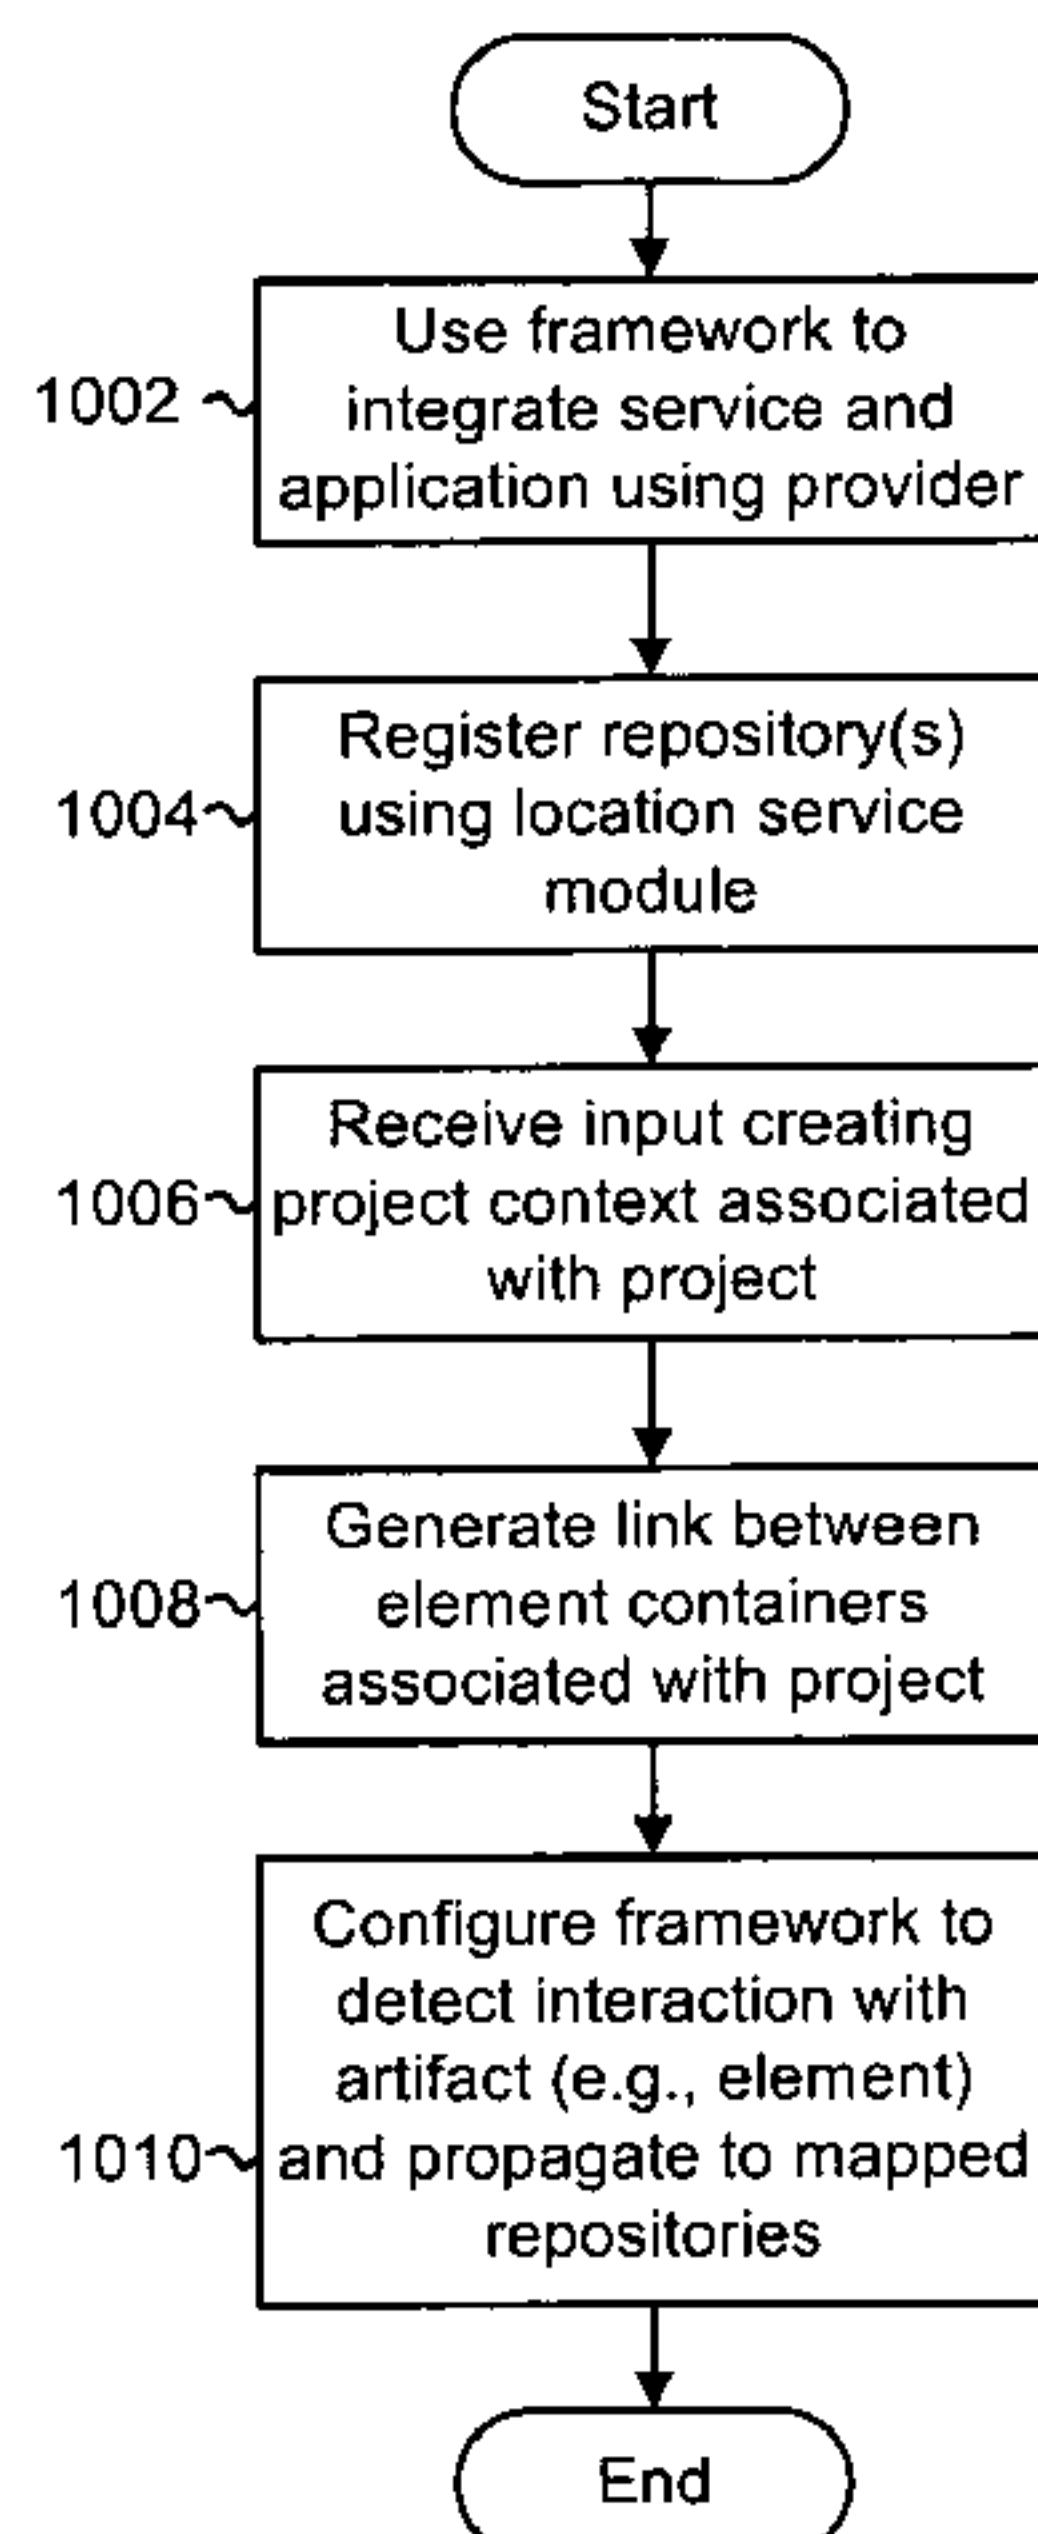 Start
Use framework to
1002
integrate service and
application using provider
Register repository(s)
1004
using location service
module
Receive input creating
1006
project context associated
with project
Generate link between
1008
element containers
associated with project
Configure framework to
detect interaction with
artifact (e.g., element)
1010
and propagate to mapped
repositories
End